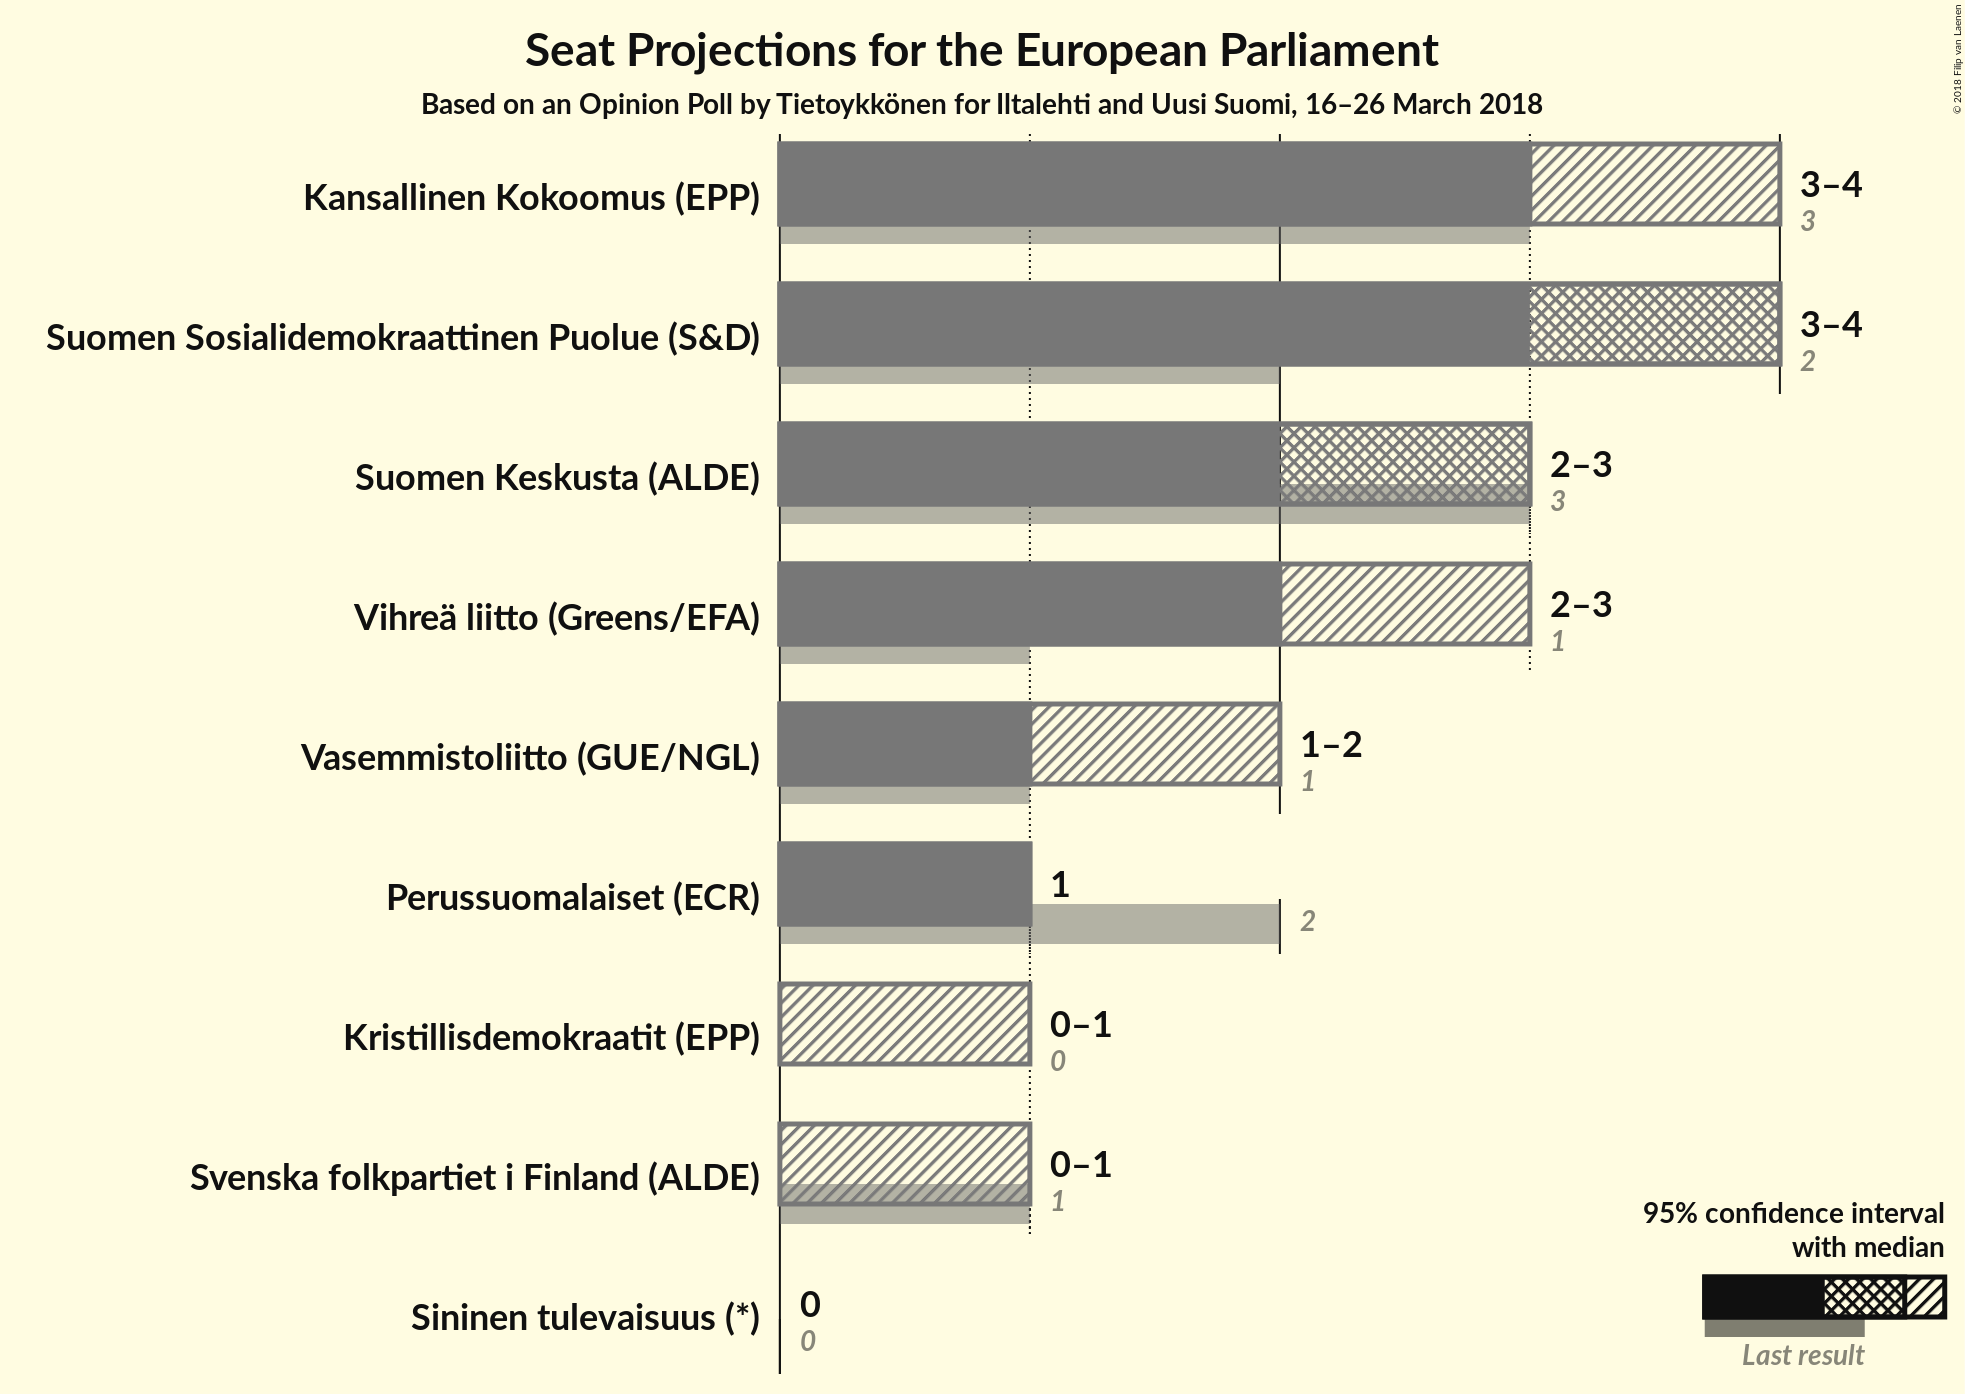 Seat Projections for the European Parliament
Based on an Opinion Poll by Tietoykkönen for Iltalehti and Uusi Suomi, 16–26 March 2018
© 2018 Filip van Laenen
Kansallinen Kokoomus (EPP)
3–4
3
Suomen Sosialidemokraattinen Puolue (S&D)
3–4
2
Suomen Keskusta (ALDE)
2–3
3
Vihreä liitto (Greens/EFA)
2–3
1
Vasemmistoliitto (GUE/NGL)
1–2
1
Perussuomalaiset (ECR)
1
2
Kristillisdemokraatit (EPP)
0–1
0
Svenska folkpartiet i Finland (ALDE)
0–1
1
Sininen tulevaisuus (*)
0
0
95% confidence interval
with median
Last result